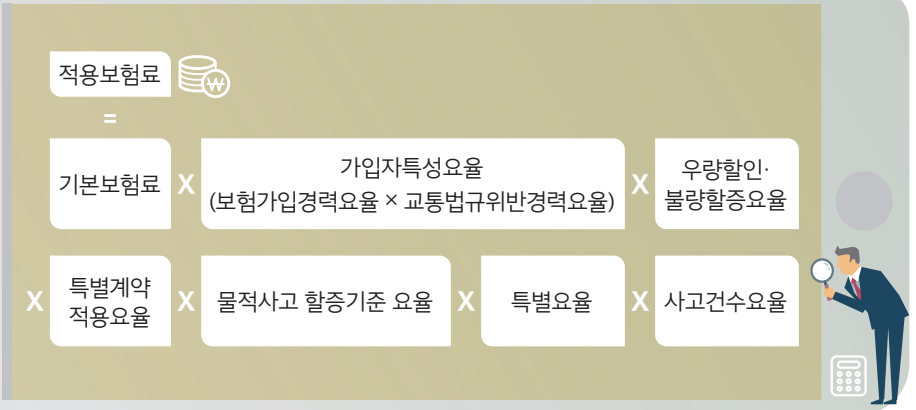 적용보험료
₩
=
기본보험료 X 가입자특성요율 X 우량할인·
(보험가입경력요율 × 교통법규위반경력요율) 불량할증요율
X 특별계약 X 물적사고 할증기준 요율 X 특별요율 X 사고건수요율
적용요율